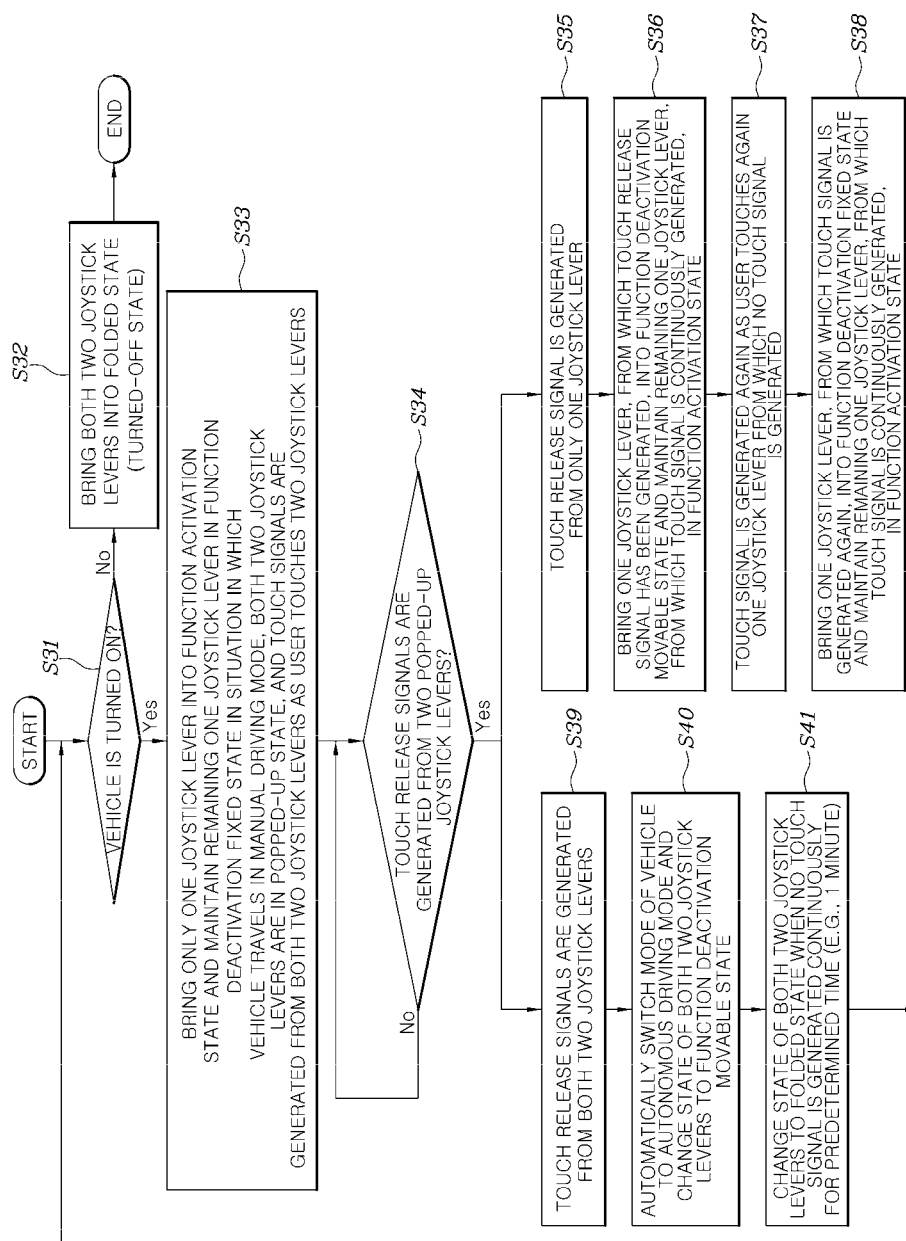 START
S31
VEHICLE IS TURNED ON?
No
Yes
S32
BRING BOTH TWO JOYSTICK
LEVERS INTO FOLDED STATE
(TURNED-OFF STATE)
END
S33
BRING ONLY ONE JOYSTICK LEVER INTO FUNCTION ACTIVATION
STATE AND MAINTAIN REMAINING ONE JOYSTICK LEVER IN FUNCTION
DEACTIVATION FIXED STATE IN SITUATION IN WHICH
VEHICLE TRAVELS IN MANUAL DRIVING MODE, BOTH TWO JOYSTICK
LEVERS ARE IN POPPED-UP STATE, AND TOUCH SIGNALS ARE
GENERATED FROM BOTH TWO JOYSTICK LEVERS AS USER TOUCHES TWO JOYSTICK LEVERS
S34
TOUCH RELEASE SIGNALS ARE
GENERATED FROM TWO POPPED-UP
JOYSTICK LEVERS?
No
Yes
S39
TOUCH RELEASE SIGNALS ARE GENERATED
FROM BOTH TWO JOYSTICK LEVERS
S40
AUTOMATICALLY SWITCH MODE OF VEHICLE
TO AUTONOMOUS DRIVING MODE AND
CHANGE STATE OF BOTH TWO JOYSTICK
LEVERS TO FUNCTION DEACTIVATION
MOVABLE STATE
S41
CHANGE STATE OF BOTH TWO JOYSTICK
LEVERS TO FOLDED STATE WHEN NO TOUCH
SIGNAL IS GENERATED CONTINUOUSLY
FOR PREDETERMINED TIME (E.G., 1 MINUTE)
S35
TOUCH RELEASE SIGNAL IS GENERATED
FROM ONLY ONE JOYSTICK LEVER
S36
BRING ONE JOYSTICK LEVER, FROM WHICH TOUCH RELEASE
SIGNAL HAS BEEN GENERATED, INTO FUNCTION DEACTIVATION
MOVABLE STATE AND MAINTAIN REMAINING ONE JOYSTICK LEVER,
FROM WHICH TOUCH SIGNAL IS CONTINUOUSLY GENERATED,
IN FUNCTION ACTIVATION STATE
S37
TOUCH SIGNAL IS GENERATED AGAIN AS USER TOUCHES AGAIN
ONE JOYSTICK LEVER FROM WHICH NO TOUCH SIGNAL
IS GENERATED
S38
BRING ONE JOYSTICK LEVER, FROM WHICH TOUCH SIGNAL IS
GENERATED AGAIN, INTO FUNCTION DEACTIVATION FIXED STATE
AND MAINTAIN REMAINING ONE JOYSTICK LEVER, FROM WHICH
TOUCH SIGNAL IS CONTINUOUSLY GENERATED,
IN FUNCTION ACTIVATION STATE